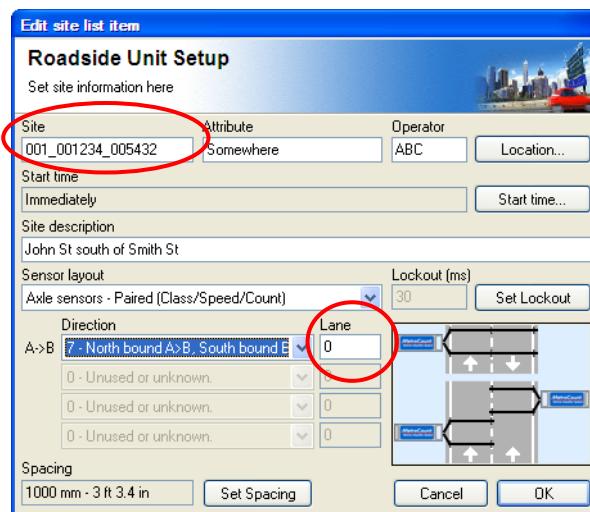 Edit site list item
Roadside Unit Setup
Set site information here
Site Attribute Operator
001_001234_005432 Somewhere ABC Location...
Start time
Immediately Start time...
Site description
John St south of Smith St
Sensor layout Lockout (ms)
Axle sensors - Paired (Class/Speed/Count) 30 Set Lockout
Direction Lane
A->B 7 - North bound A>B, South bound B 0
MetroCount
0 - Unused or unknown. 0
MetroCount
0 - Unused or unknown. 0
MetroCount
0 - Unused or unknown. 0
Spacing
1000 mm - 3 ft 3.4 in Set Spacing Cancel OK